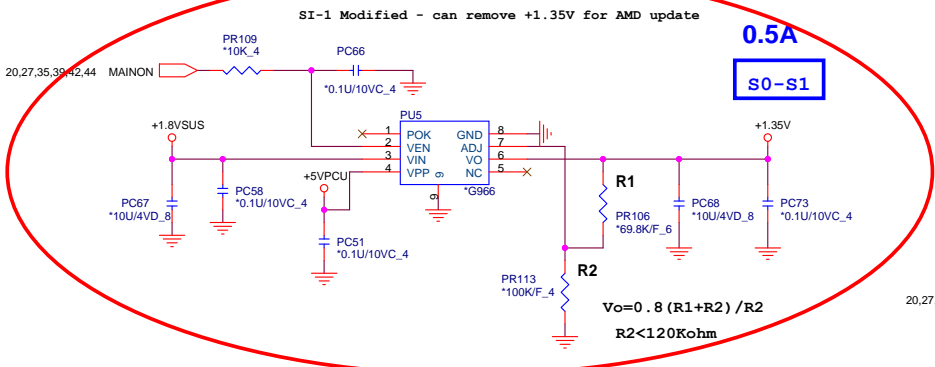 SI-1 Modified - can remove +1.35V for AMD update
0.5A
S0-S1
PR109
*10K_4
PC66
*0.1U/10VC_4
20,27,35,39,42,44
MAINON
+1.8VSUS
+5VPCU
PU5
1 POK
2 VEN
3 VIN
4 VPP
GND 8
ADJ 7
VO 6
NC 5
9
9
*G966
+1.35V
PC67
*10U/4VD_8
PC58
*0.1U/10VC_4
PC51
*0.1U/10VC_4
R1
PR106
*69.8K/F_6
PC68
*10U/4VD_8
PC73
*0.1U/10VC_4
R2
PR113
*100K/F_4
Vo=0.8(R1+R2)/R2
R2<120Kohm
20,27